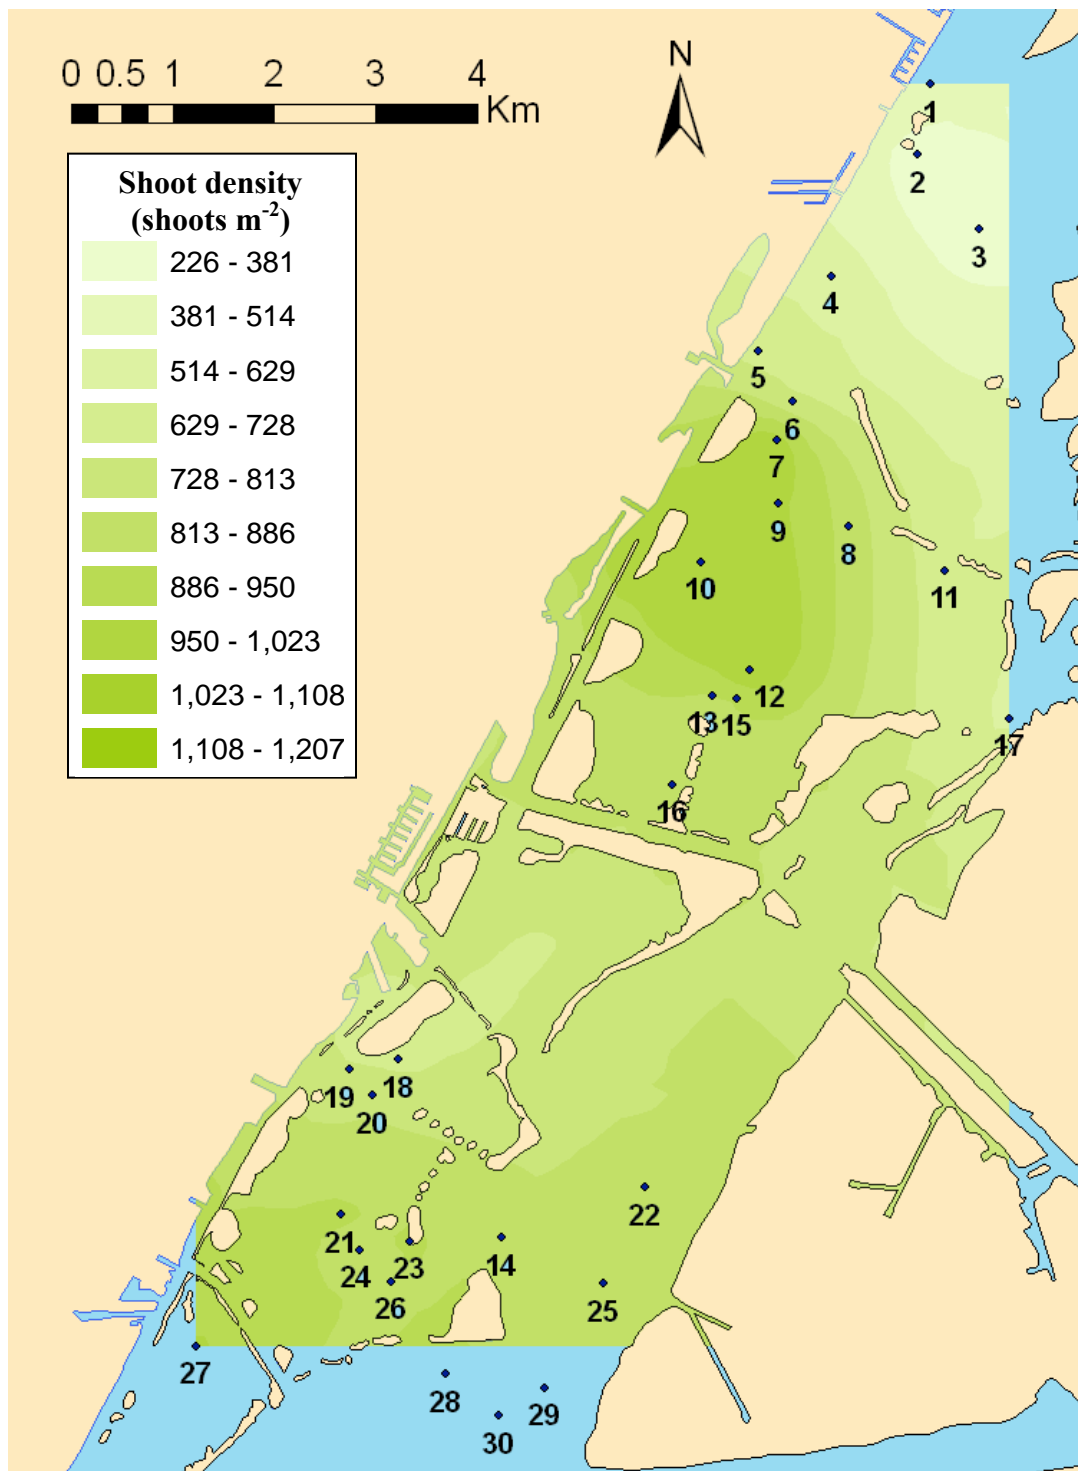 0 0.5 1 2 3 4
Km
N
Shoot density
(shoots m⁻²)
226 - 381
381 - 514
514 - 629
629 - 728
728 - 813
813 - 886
886 - 950
950 - 1,023
1,023 - 1,108
1,108 - 1,207
1
2
3
4
5
6
7
9
8
10
11
12
13
15
17
16
18
19
20
22
21
14
23
24
26
25
27
28
29
30